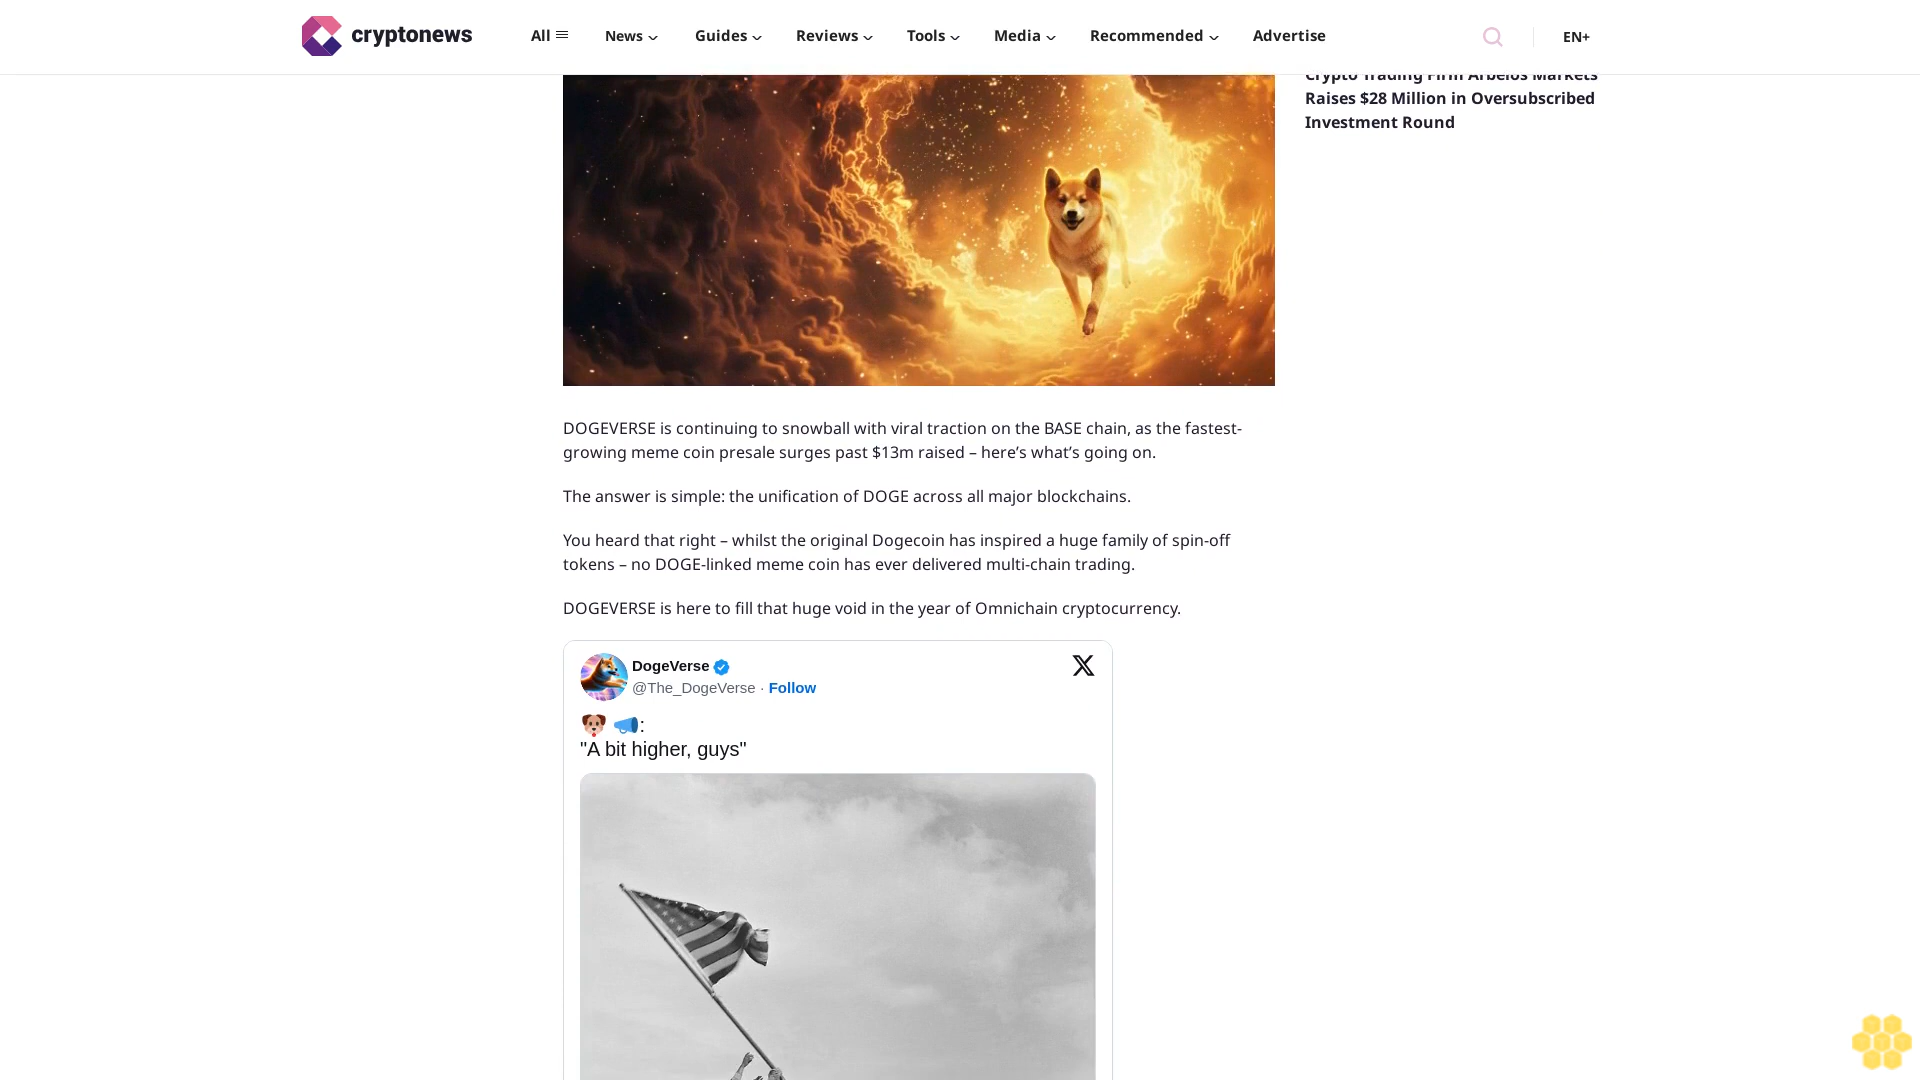 cryptonews
All
News
Guides
Reviews
Tools
Media
Recommended
Advertise
EN+
Crypto Trading Firm Arbelos Markets
Raises $28 Million in Oversubscribed
Investment Round
DOGEVERSE is continuing to snowball with viral traction on the BASE chain, as the fastest-
growing meme coin presale surges past $13m raised – here’s what’s going on.
The answer is simple: the unification of DOGE across all major blockchains.
You heard that right – whilst the original Dogecoin has inspired a huge family of spin-off
tokens – no DOGE-linked meme coin has ever delivered multi-chain trading.
DOGEVERSE is here to fill that huge void in the year of Omnichain cryptocurrency.
DogeVerse
@The_DogeVerse · Follow
:
"A bit higher, guys"